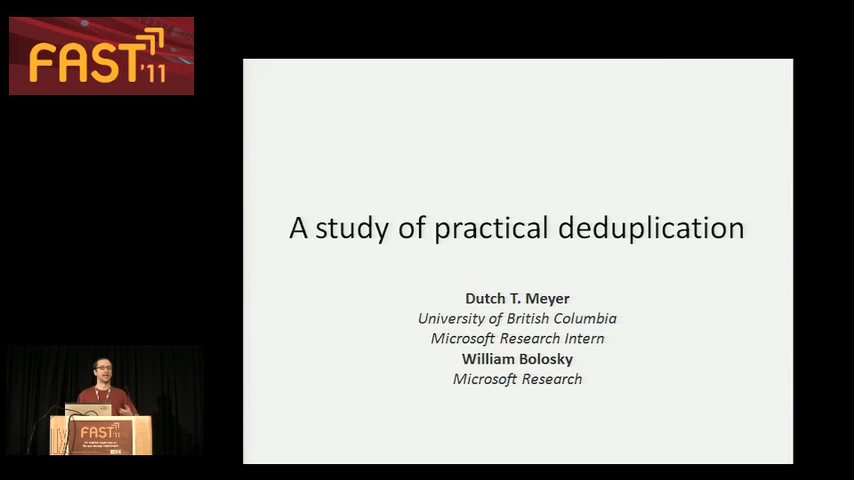 FAST '11
A study of practical deduplication
Dutch T. Meyer
University of British Columbia
Microsoft Research Intern
William Bolosky
Microsoft Research
FAST '11